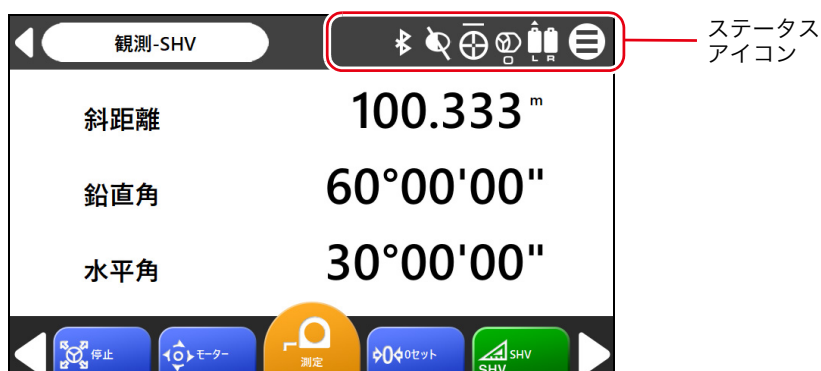 観測-SHV
L R
O
ステータス
アイコン
斜距離 100.333 m
鉛直角 60°00'00"
水平角 30°00'00"
停止 モーター 測定 0 0セット SHV
SHV